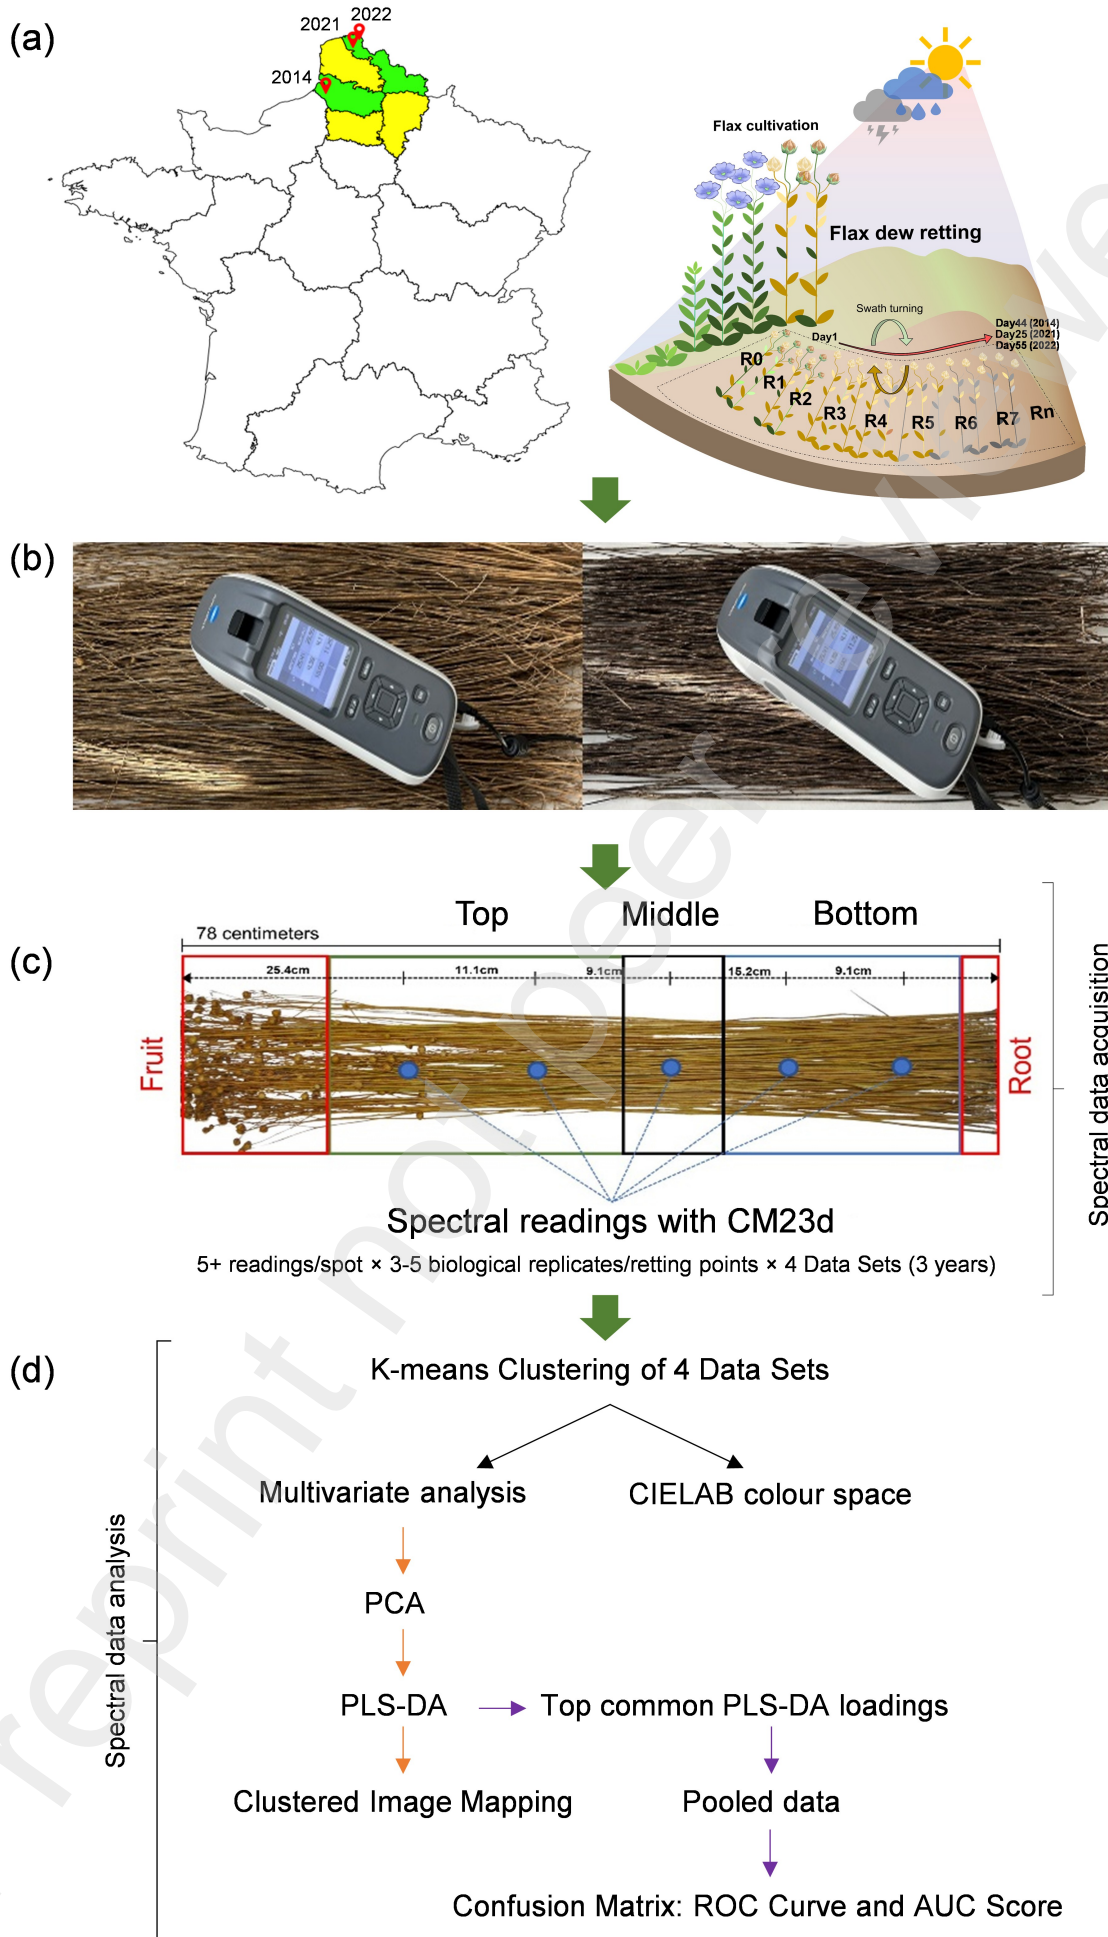 (a)
2022
2021
2014
Flax cultivation
Flax dew retting
Swath turning
Day1
Day44 (2014)
Day25 (2021)
Day55 (2022)
R0
R1
R2
R3
R4
R5
R6
R7
Rn
(b)
Top
Middle
Bottom
78 centimeters
(c)
25.4cm
11.1cm
9.1cm
15.2cm
9.1cm
Fruit
Root
Spectral data acquisition
Spectral readings with CM23d
5+ readings/spot × 3-5 biological replicates/retting points × 4 Data Sets (3 years)
(d)
K-means Clustering of 4 Data Sets
Multivariate analysis
CIELAB colour space
Spectral data analysis
PCA
PLS-DA
Top common PLS-DA loadings
Clustered Image Mapping
Pooled data
Confusion Matrix: ROC Curve and AUC Score
reprint not peer review